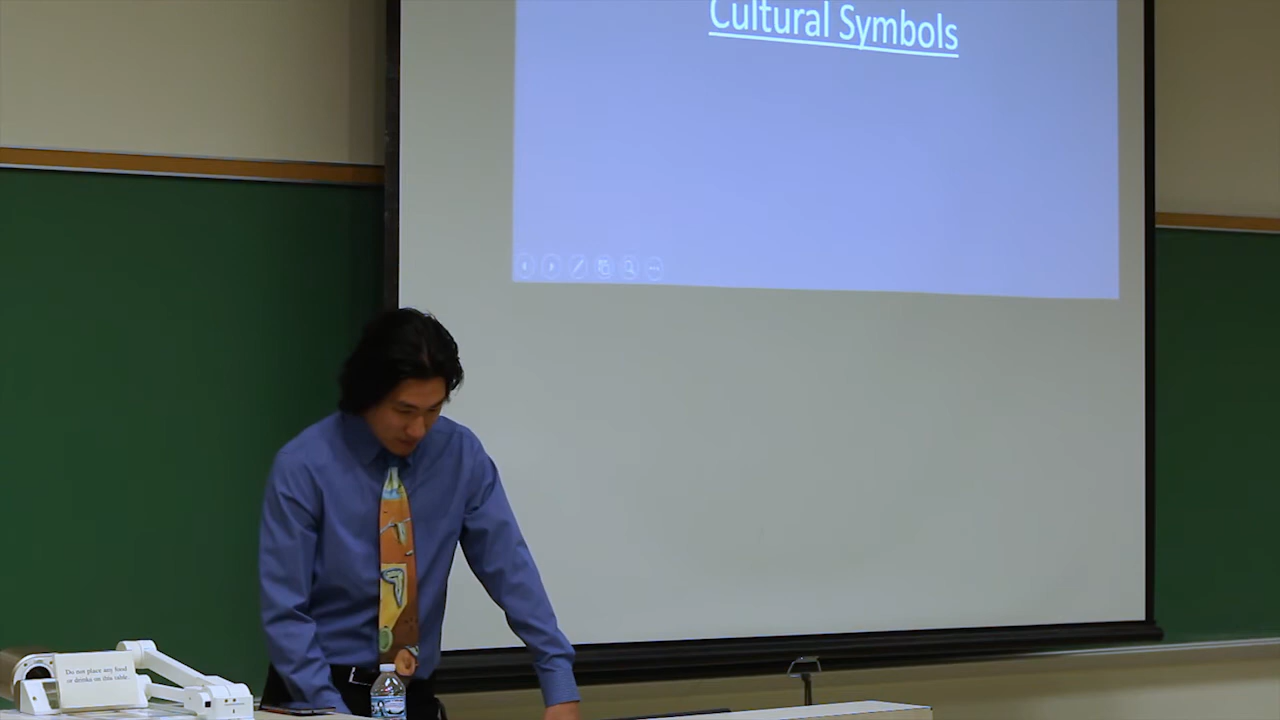 Cultural Symbols
Do not place any food
or drinks on this table.